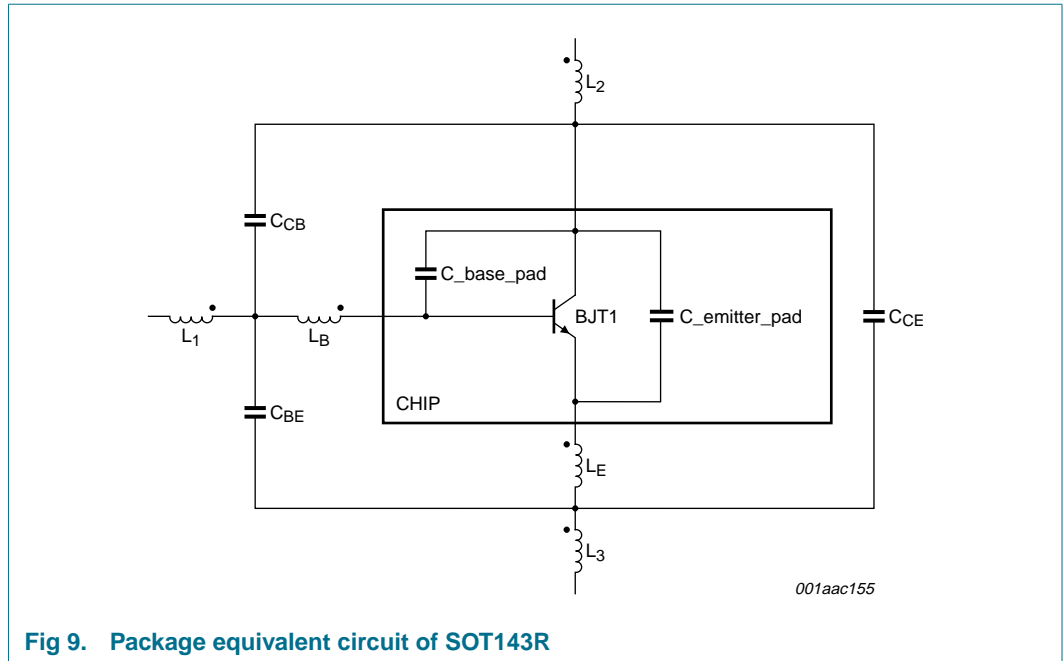 L2
CCB
C_base_pad
BJT1
C_emitter_pad
CCE
L1
LB
CBE
CHIP
LE
L3
001aac155
Fig 9. Package equivalent circuit of SOT143R